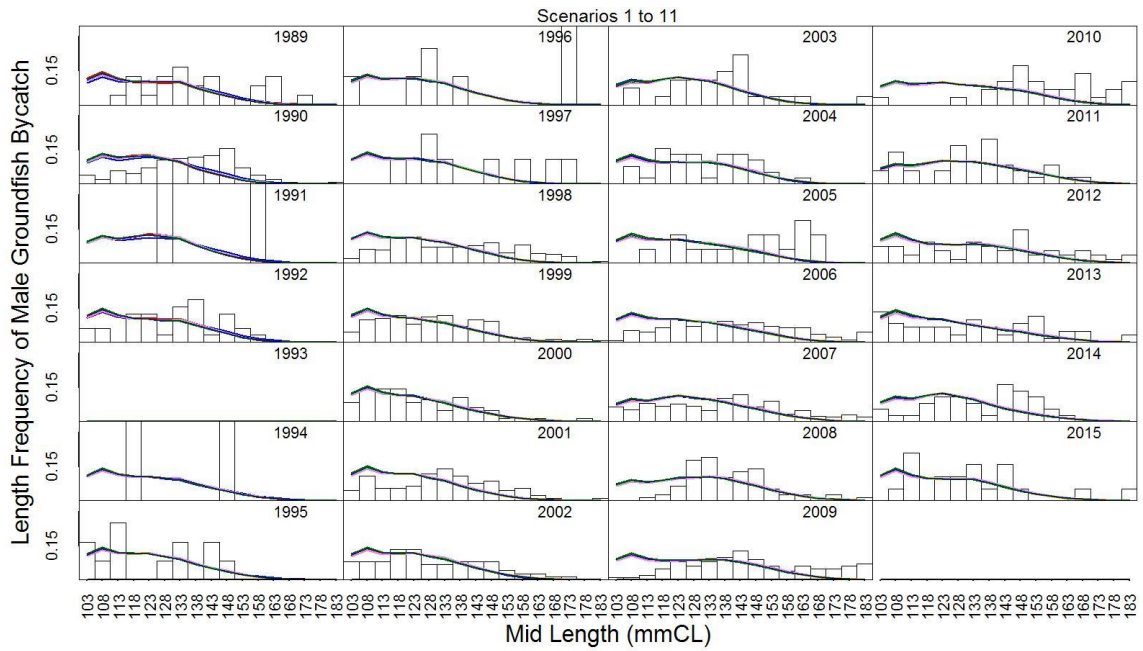 Scenarios 1 to 11
Length Frequency of Male Groundfish Bycatch
1989 1996 2003 2010
0.15
1990 1997 2004 2011
0.15
1991 1998 2005 2012
0.15
1992 1999 2006 2013
0.15
1993 2000 2007 2014
0.15
1994 2001 2008 2015
0.15
1995 2002 2009
0.15
103 108 113 118 123 128 133 138 143 148 153 158 163 168 173 178 183 103 108 113 118 123 128 133 138 143 148 153 158 163 168 173 178 183 103 108 113 118 123 128 133 138 143 148 153 158 163 168 173 178 183 103 108 113 118 123 128 133 138 143 148 153 158 163 168 173 178 183
Mid Length (mmCL)